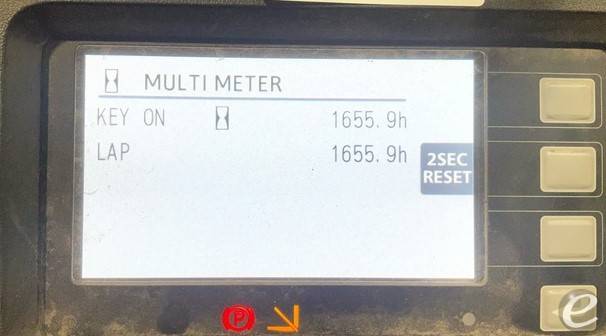 MULTI METER
KEY ON 1655.9h
LAP 1655.9h
2SEC
RESET
P
e